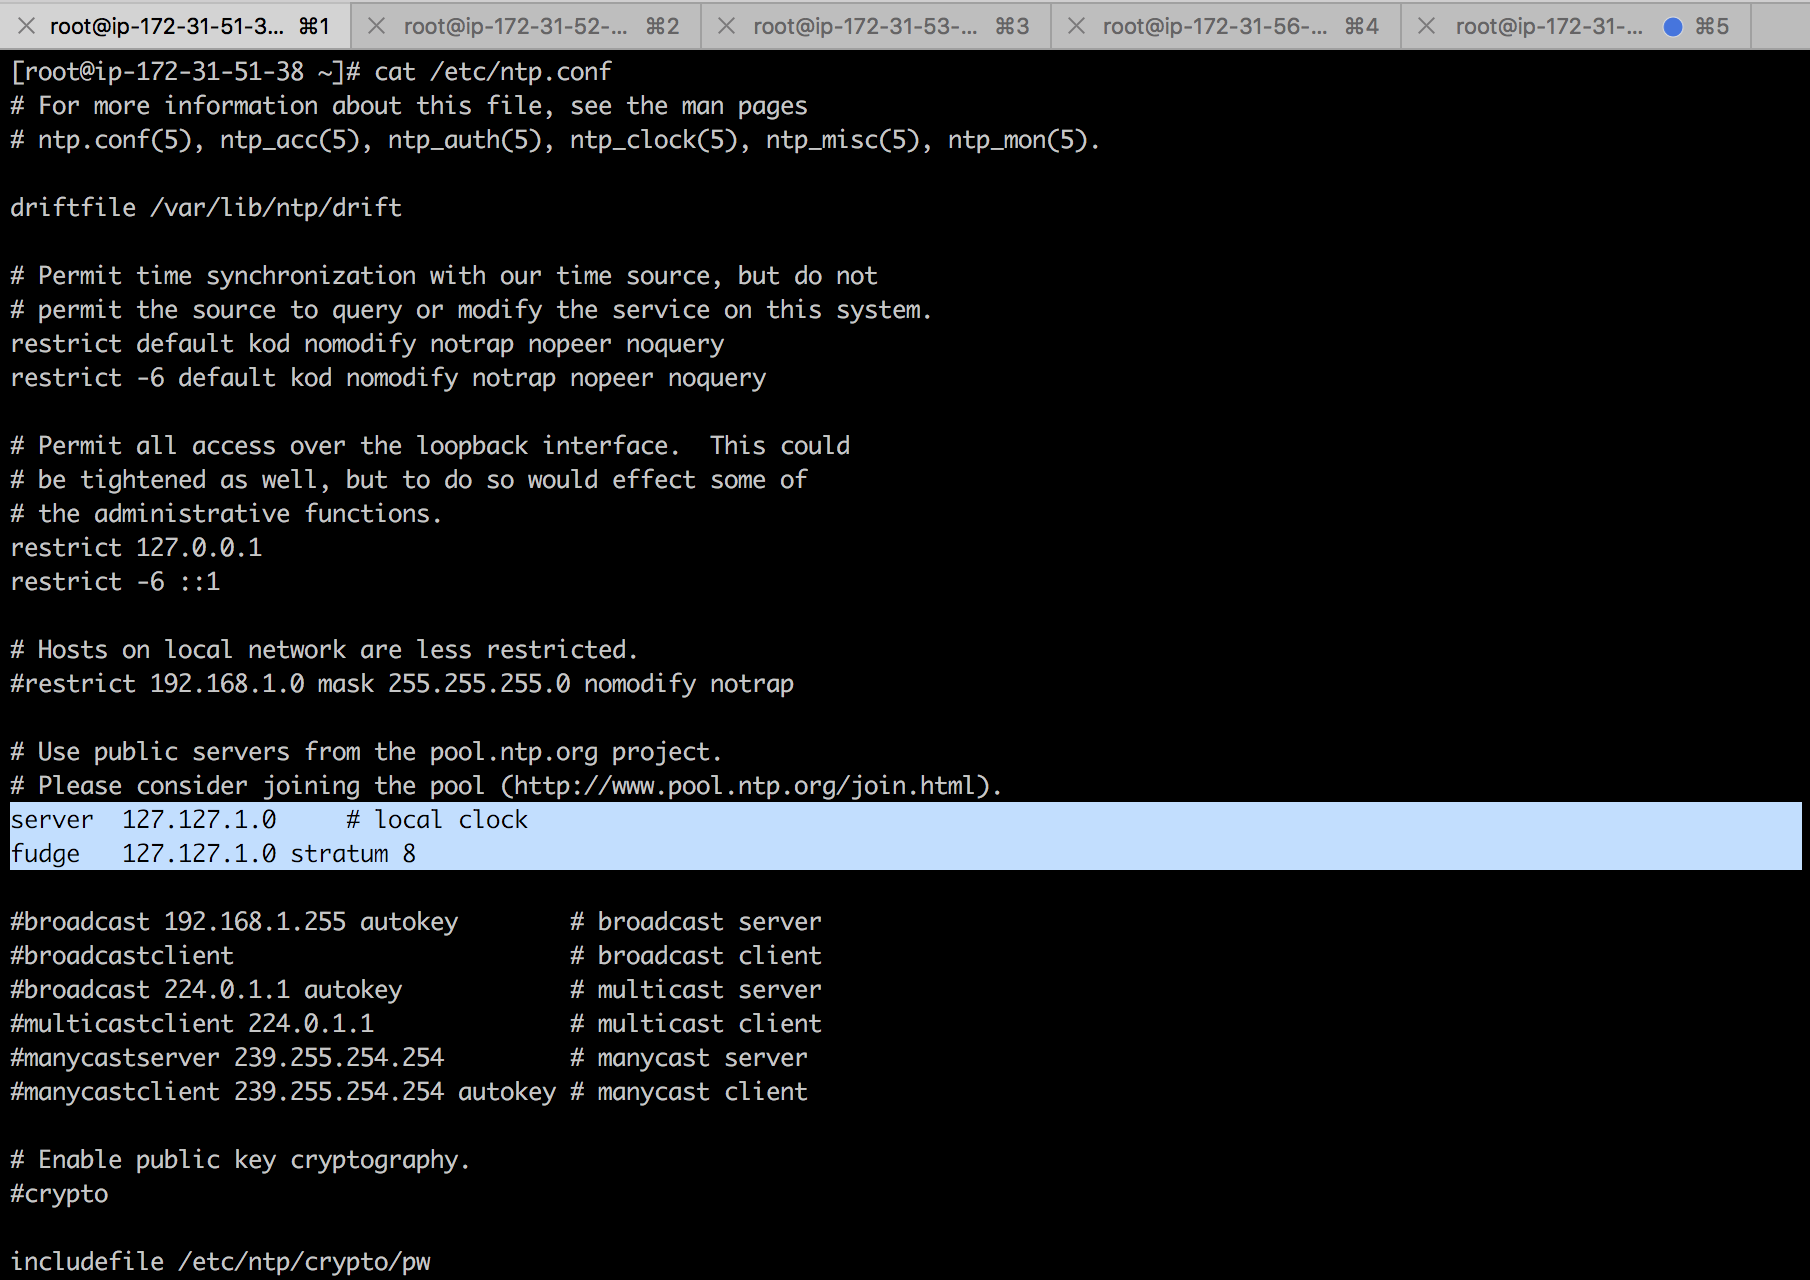 root@ip-172-31-51-3... ⌘1 root@ip-172-31-52-... ⌘2 root@ip-172-31-53-... ⌘3 root@ip-172-31-56-... ⌘4 root@ip-172-31-... ⌘5
[root@ip-172-31-51-38 ~]# cat /etc/ntp.conf
# For more information about this file, see the man pages
# ntp.conf(5), ntp_acc(5), ntp_auth(5), ntp_clock(5), ntp_misc(5), ntp_mon(5).
driftfile /var/lib/ntp/drift
# Permit time synchronization with our time source, but do not
# permit the source to query or modify the service on this system.
restrict default kod nomodify notrap nopeer noquery
restrict -6 default kod nomodify notrap nopeer noquery
# Permit all access over the loopback interface.  This could
# be tightened as well, but to do so would effect some of
# the administrative functions.
restrict 127.0.0.1
restrict -6 ::1
# Hosts on local network are less restricted.
#restrict 192.168.1.0 mask 255.255.255.0 nomodify notrap
# Use public servers from the pool.ntp.org project.
# Please consider joining the pool (http://www.pool.ntp.org/join.html).
server  127.127.1.0     # local clock
fudge   127.127.1.0 stratum 8
#broadcast 192.168.1.255 autokey        # broadcast server
#broadcastclient                        # broadcast client
#broadcast 224.0.1.1 autokey            # multicast server
#multicastclient 224.0.1.1              # multicast client
#manycastserver 239.255.254.254         # manycast server
#manycastclient 239.255.254.254 autokey # manycast client
# Enable public key cryptography.
#crypto
includefile /etc/ntp/crypto/pw